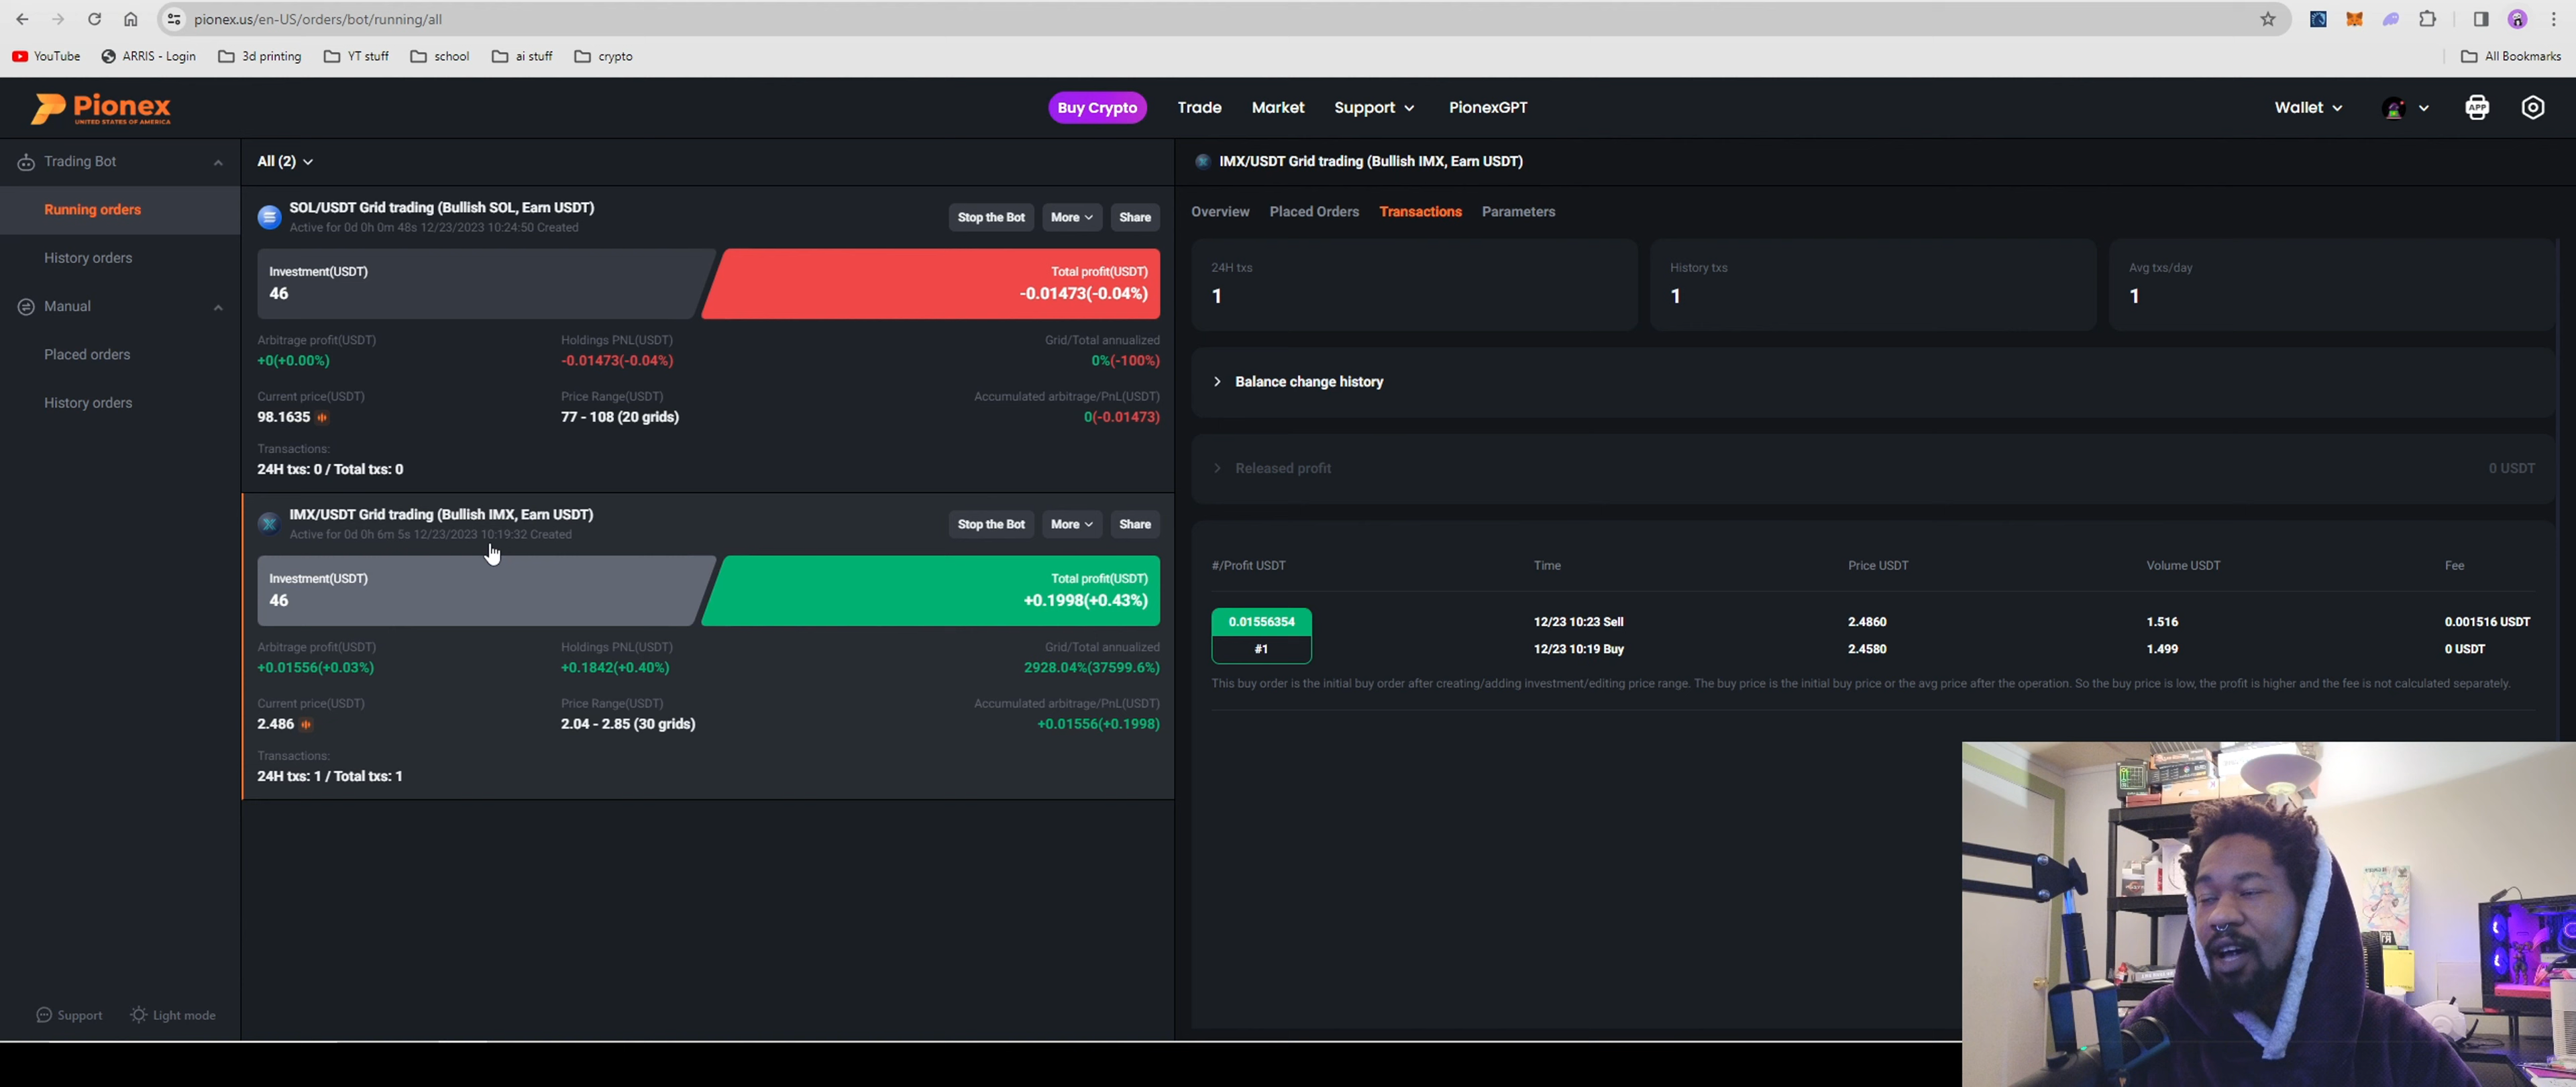 pionex.us/en-US/orders/bot/running/all
YouTube ARRIS - Login 3d printing YT stuff school ai stuff crypto All Bookmarks
Pionex
UNITED STATES OF AMERICA
Buy Crypto Trade Market Support PionexGPT Wallet APP
Trading Bot
Running orders
History orders
Manual
Placed orders
History orders
Support Light mode
All (2)
SOL/USDT Grid trading (Bullish SOL, Earn USDT)
Active for 0d 0h 0m 48s 12/23/2023 10:24:50 Created
Stop the Bot More Share
Investment(USDT) Total profit(USDT)
46 -0.01473(-0.04%)
Arbitrage profit(USDT) Holdings PNL(USDT) Grid/Total annualized
+0(+0.00%) -0.01473(-0.04%) 0%(-100%)
Current price(USDT) Price Range(USDT) Accumulated arbitrage/PnL(USDT)
98.1635 77 - 108 (20 grids) 0(-0.01473)
Transactions:
24H txs: 0 / Total txs: 0
IMX/USDT Grid trading (Bullish IMX, Earn USDT)
Active for 0d 0h 6m 5s 12/23/2023 10:19:32 Created
Stop the Bot More Share
Investment(USDT) Total profit(USDT)
46 +0.1998(+0.43%)
Arbitrage profit(USDT) Holdings PNL(USDT) Grid/Total annualized
+0.01556(+0.03%) +0.1842(+0.40%) 2928.04%(37599.6%)
Current price(USDT) Price Range(USDT) Accumulated arbitrage/PnL(USDT)
2.486 2.04 - 2.85 (30 grids) +0.01556(+0.1998)
Transactions:
24H txs: 1 / Total txs: 1
IMX/USDT Grid trading (Bullish IMX, Earn USDT)
Overview Placed Orders Transactions Parameters
24H txs History txs Avg txs/day
1 1 1
Balance change history
Released profit 0 USDT
#/Profit USDT Time Price USDT Volume USDT Fee
0.01556354 12/23 10:23 Sell 2.4860 1.516 0.001516 USDT
#1 12/23 10:19 Buy 2.4580 1.499 0 USDT
This buy order is the initial buy order after creating/adding investment/editing price range. The buy price is the initial buy price or the avg price after the operation. So the buy price is low, the profit is higher and the fee is not calculated separately.